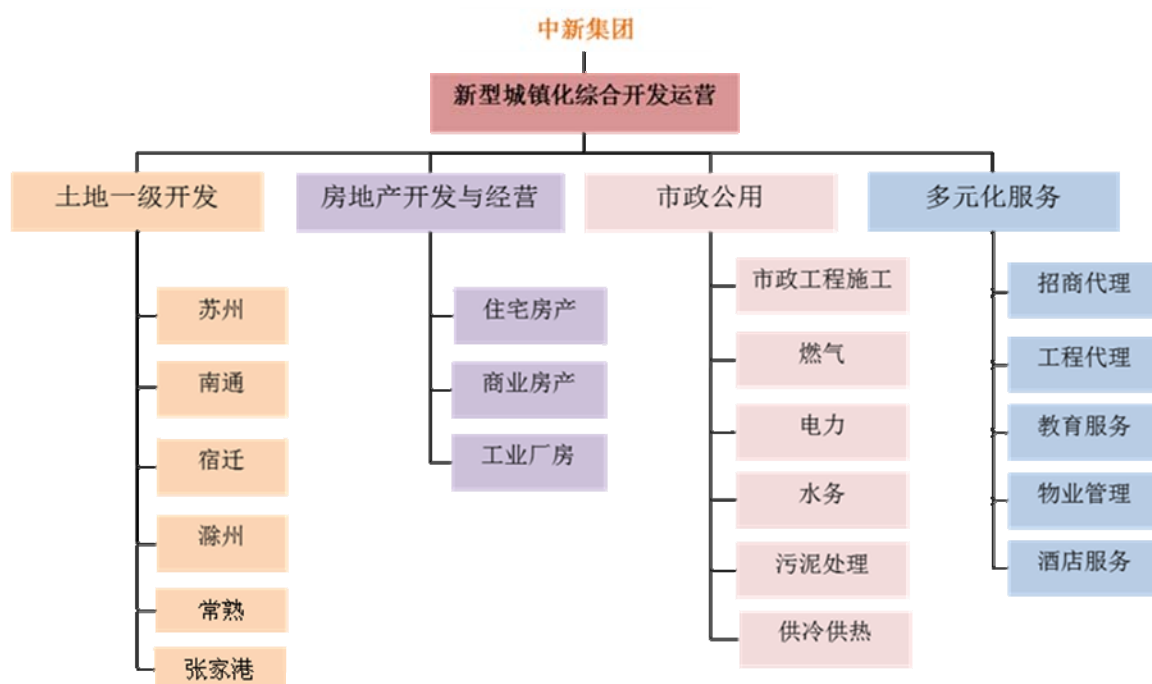 中新集团
新型城镇化综合开发运营
土地一级开发
房地产开发与经营
市政公用
多元化服务
苏州
南通
宿迁
滁州
常熟
张家港
住宅房产
商业房产
工业厂房
市政工程施工
燃气
电力
水务
污泥处理
供冷供热
招商代理
工程代理
教育服务
物业管理
酒店服务